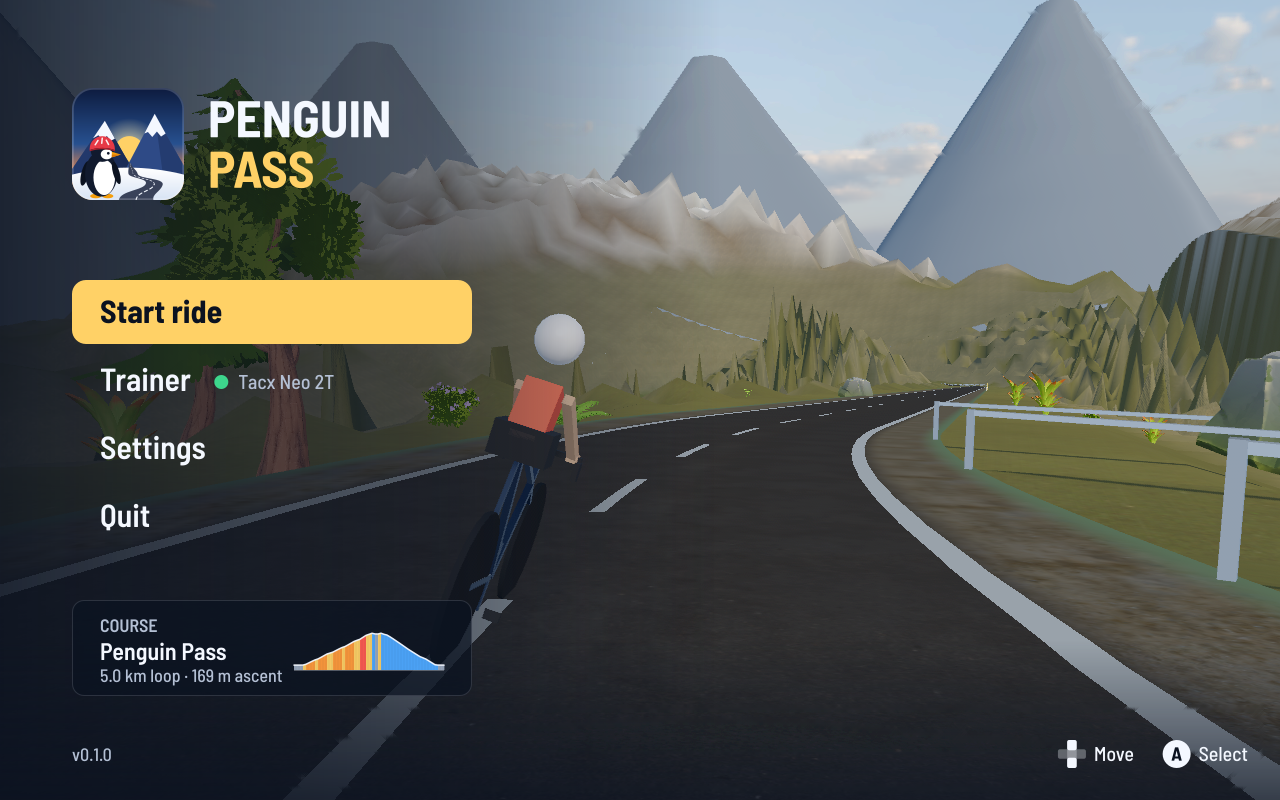 PENGUIN
PASS
Start ride
Trainer Tacx Neo 2T
Settings
Quit
COURSE
Penguin Pass
5.0 km loop · 169 m ascent
v0.1.0
Move A Select